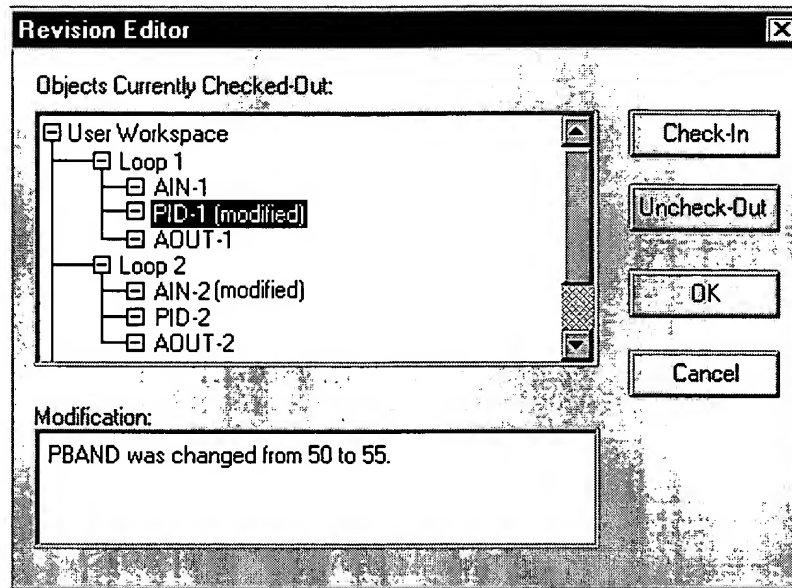 Revision Editor
Objects Currently Checked-Out:
User Workspace
Loop 1
AIN-1
PID-1 (modified)
AOUT-1
Loop 2
AIN-2(modified)
PID-2
AOUT-2
Check-In
Uncheck-Out
OK
Cancel
Modification:
PBAND was changed from 50 to 55.